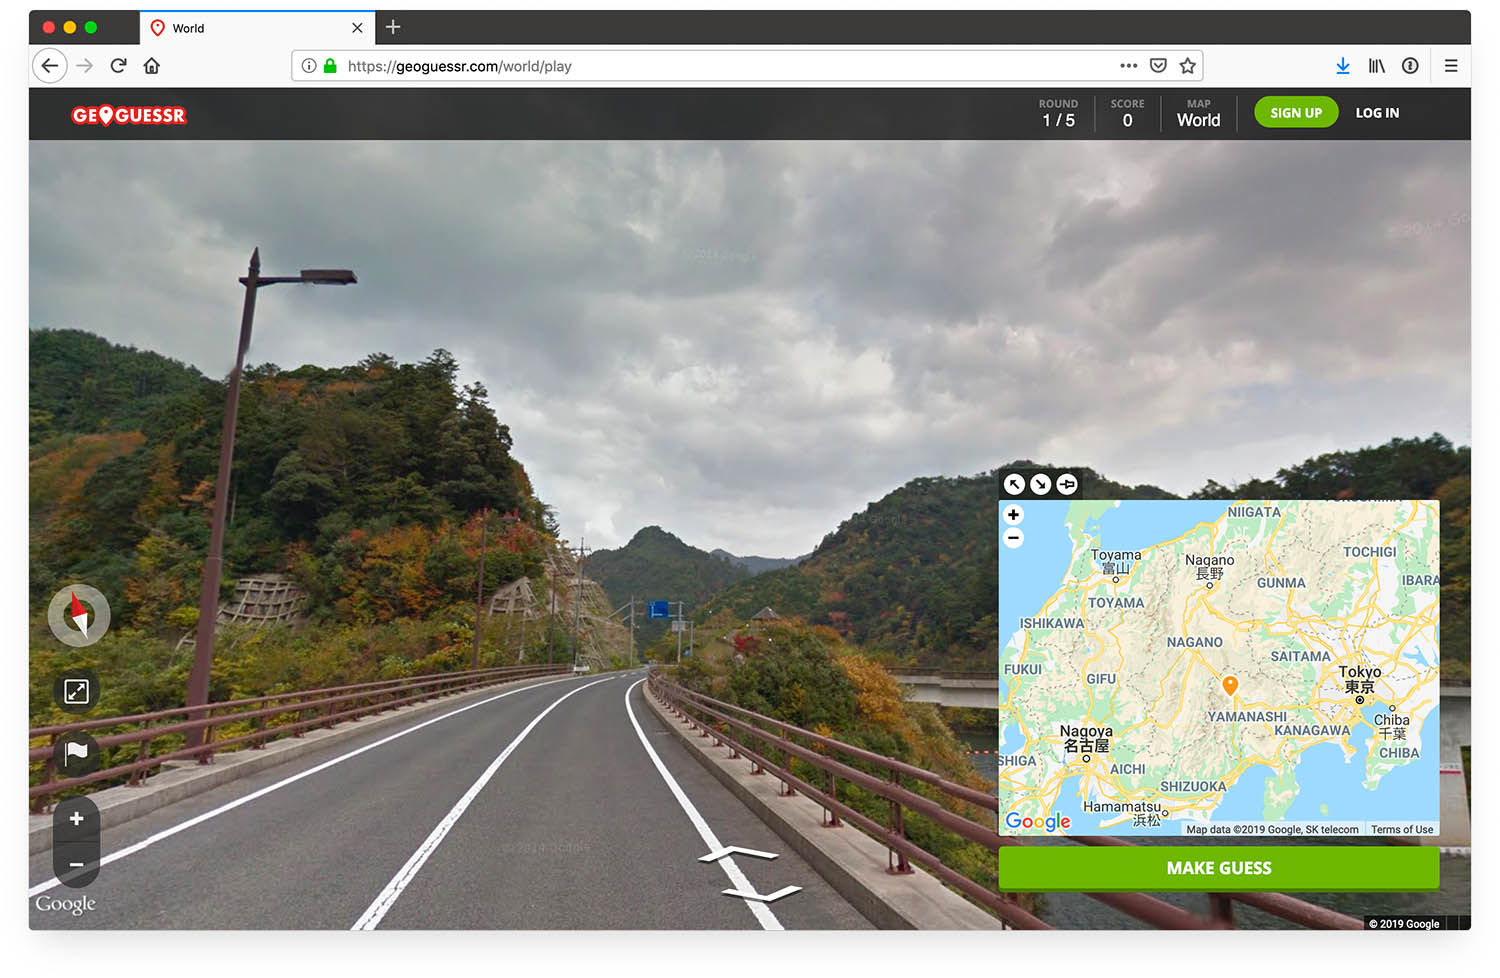 World
https://geoguessr.com/world/play
GEOGUESSR
ROUND
1 / 5
SCORE
0
MAP
World
SIGN UP
LOG IN
© 2014 Google
NIIGATA
Toyama
富山
Nagano
長野
TOCHIGI
GUNMA
IBARA
TOYAMA
ISHIKAWA
NAGANO
SAITAMA
FUKUI
GIFU
Tokyo
東京
YAMANASHI
Chiba
千葉
KANAGAWA
Nagoya
名古屋
CHIBA
SHIGA
AICHI
SHIZUOKA
Hamamatsu
浜松
Google
Map data ©2019 Google, SK telecom
Terms of Use
MAKE GUESS
Google
© 2019 Google